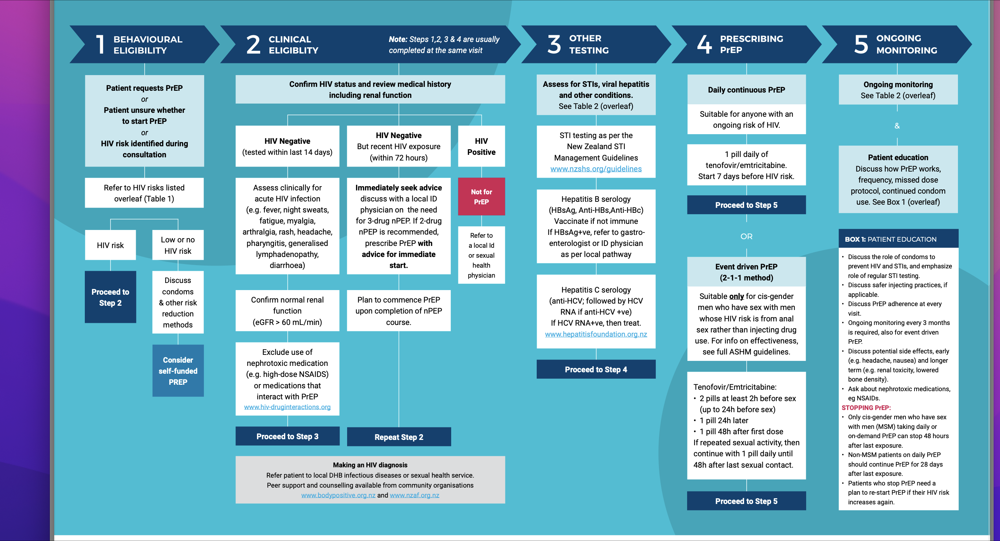 1 BEHAVIOURAL
ELIGIBILITY
Patient requests PrEP
or
Patient unsure whether
to start PrEP
or
HIV risk identified during
consultation
Refer to HIV risks listed
overleaf (Table 1)
HIV risk
Proceed to
Step 2
Low or no
HIV risk
Discuss
condoms
& other risk
reduction
methods
Consider
self-funded
PREP
2 CLINICAL
ELIGIBLITY
Note: Steps 1,2, 3 & 4 are usually
completed at the same visit
Confirm HIV status and review medical history
including renal function
HIV Negative
(tested within last 14 days)
Assess clinically for
acute HIV infection
(e.g. fever, night sweats,
fatigue, myalgia,
arthralgia, rash, headache,
pharyngitis, generalised
lymphadenopathy,
diarrhoea)
Confirm normal renal
function
(eGFR > 60 mL/min)
Exclude use of
nephrotoxic medication
(e.g. high-dose NSAIDS)
or medications that
interact with PrEP
www.hiv-druginteractions.org
Proceed to Step 3
HIV Negative
But recent HIV exposure
(within 72 hours)
Immediately seek advice
discuss with a local ID
physician on the need
for 3-drug nPEP. If 2-drug
nPEP is recommended,
prescribe PrEP with
advice for immediate
start.
Plan to commence PrEP
upon completion of nPEP
course.
Repeat Step 2
HIV
Positive
Not for
PrEP
Refer to
a local Id
or sexual
health
physician
Making an HIV diagnosis
Refer patient to local DHB infectious diseases or sexual health service.
Peer support and counselling available from community organisations
www.bodypositive.org.nz and www.nzaf.org.nz
3 OTHER
TESTING
Assess for STIs, viral hepatitis
and other conditions.
See Table 2 (overleaf)
STI testing as per the
New Zealand STI
Management Guidelines
www.nzshs.org/guidelines
Hepatitis B serology
(HBsAg, Anti-HBs,Anti-HBc)
Vaccinate if not immune
If HBsAg+ve, refer to gastro-
enterologist or ID physician
as per local pathway
Hepatitis C serology
(anti-HCV; followed by HCV
RNA if anti-HCV +ve)
If HCV RNA+ve, then treat.
www.hepatitisfoundation.org.nz
Proceed to Step 4
4 PRESCRIBING
PrEP
Daily continuous PrEP
Suitable for anyone with an
ongoing risk of HIV.
1 pill daily of
tenofovir/emtricitabine.
Start 7 days before HIV risk.
Proceed to Step 5
OR
Event driven PrEP
(2-1-1 method)
Suitable only for cis-gender
men who have sex with men
whose HIV risk is from anal
sex rather than injecting drug
use. For info on effectiveness,
see full ASHM guidelines.
Tenofovir/Emtricitabine:
• 2 pills at least 2h before sex
(up to 24h before sex)
• 1 pill 24h later
• 1 pill 48h after first dose
If repeated sexual activity, then
continue with 1 pill daily until
48h after last sexual contact.
Proceed to Step 5
5 ONGOING
MONITORING
Ongoing monitoring
See Table 2 (overleaf)
&
Patient education
Discuss how PrEP works,
frequency, missed dose
protocol, continued condom
use. See Box 1 (overleaf)
BOX 1: PATIENT EDUCATION
• Discuss the role of condoms to
prevent HIV and STIs, and emphasize
role of regular STI testing.
• Discuss safer injecting practices, if
applicable.
• Discuss PrEP adherence at every
visit.
• Ongoing monitoring every 3 months
is required, also for event driven
PrEP.
• Discuss potential side effects, early
(e.g. headache, nausea) and longer
term (e.g. renal toxicity, lowered
bone density).
• Ask about nephrotoxic medications,
eg NSAIDs.
STOPPING PrEP:
• Only cis-gender men who have sex
with men (MSM) taking daily or
on-demand PrEP can stop 48 hours
after last exposure.
• Non-MSM patients on daily PrEP
should continue PrEP for 28 days
after last exposure.
• Patients who stop PrEP need a
plan to re-start PrEP if their HIV risk
increases again.